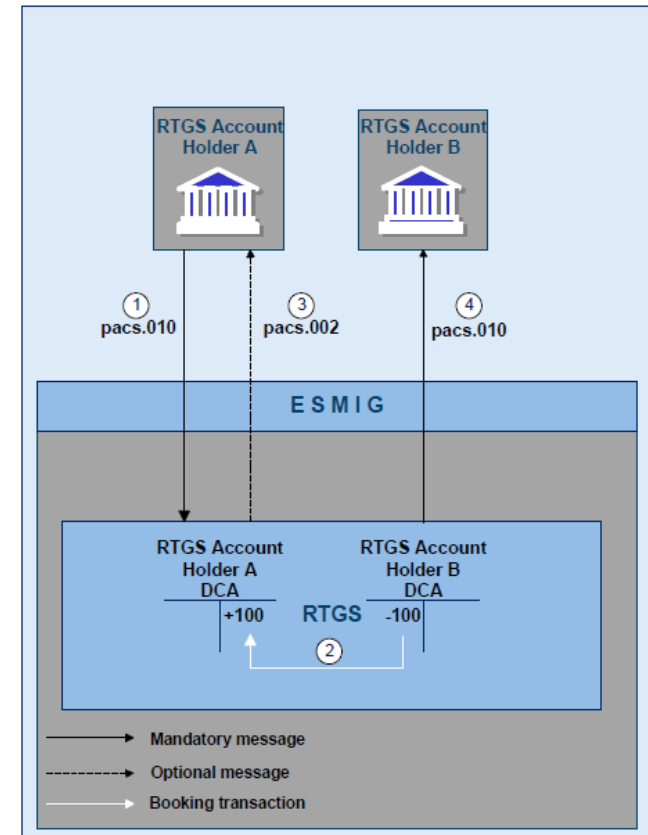 RTGS Account
Holder A
RTGS Account
Holder B
1
pacs.010
3
pacs.002
4
pacs.010
ESMIG
RTGS Account
Holder A
DCA
RTGS Account
Holder B
DCA
+100
RTGS
-100
2
Mandatory message
Optional message
Booking transaction